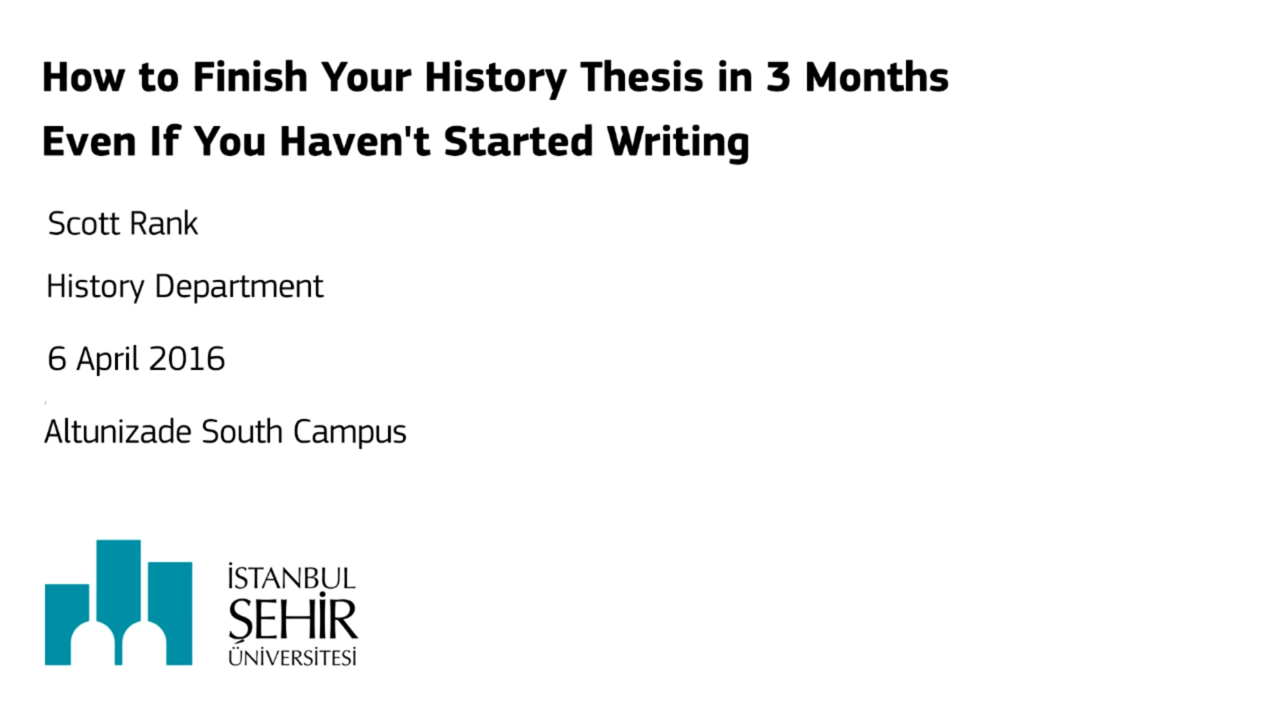 How to Finish Your History Thesis in 3 Months
Even If You Haven't Started Writing
Scott Rank
History Department
6 April 2016
Altunizade South Campus
İSTANBUL
ŞEHİR
ÜNİVERSİTESİ